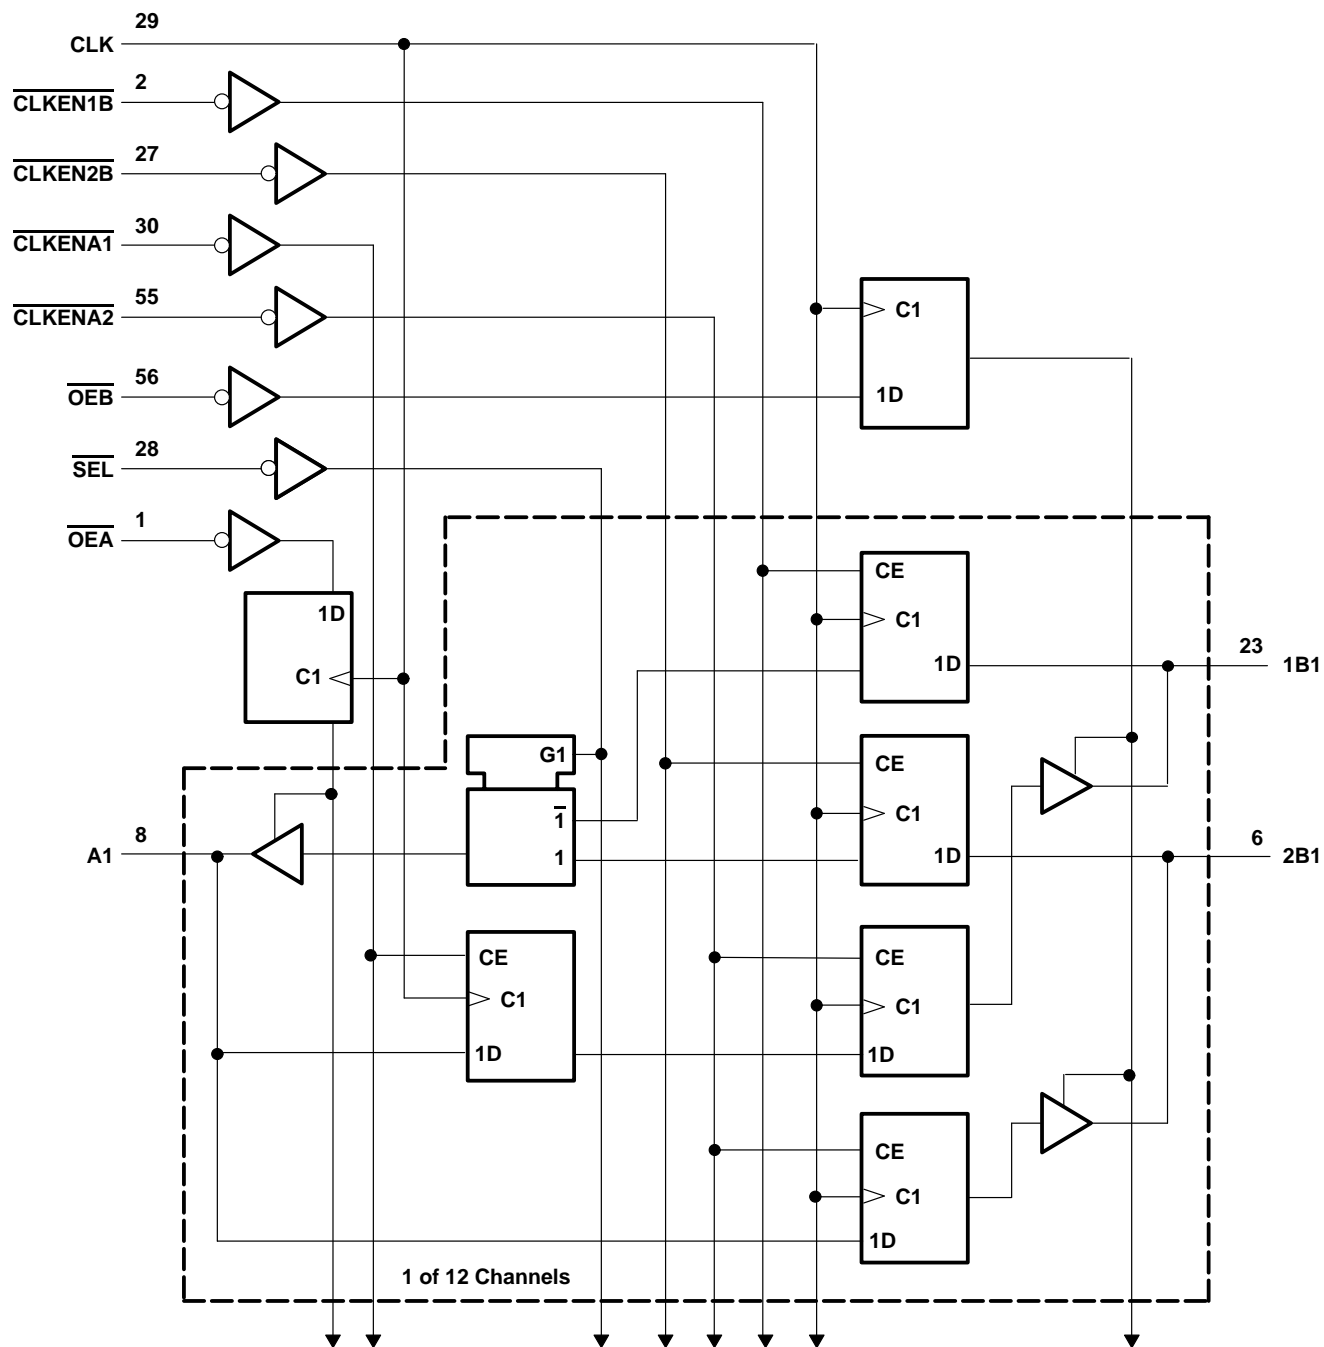 29
CLK
2
CLKEN1B
27
CLKEN2B
30
CLKENA1
55
CLKENA2
56
OEB
28
SEL
1
OEA
C1
1D
1D
C1
CE
C1
1D
23
1B1
G1
1
1
CE
C1
1D
6
2B1
8
A1
CE
C1
1D
CE
C1
1D
CE
C1
1D
1 of 12 Channels